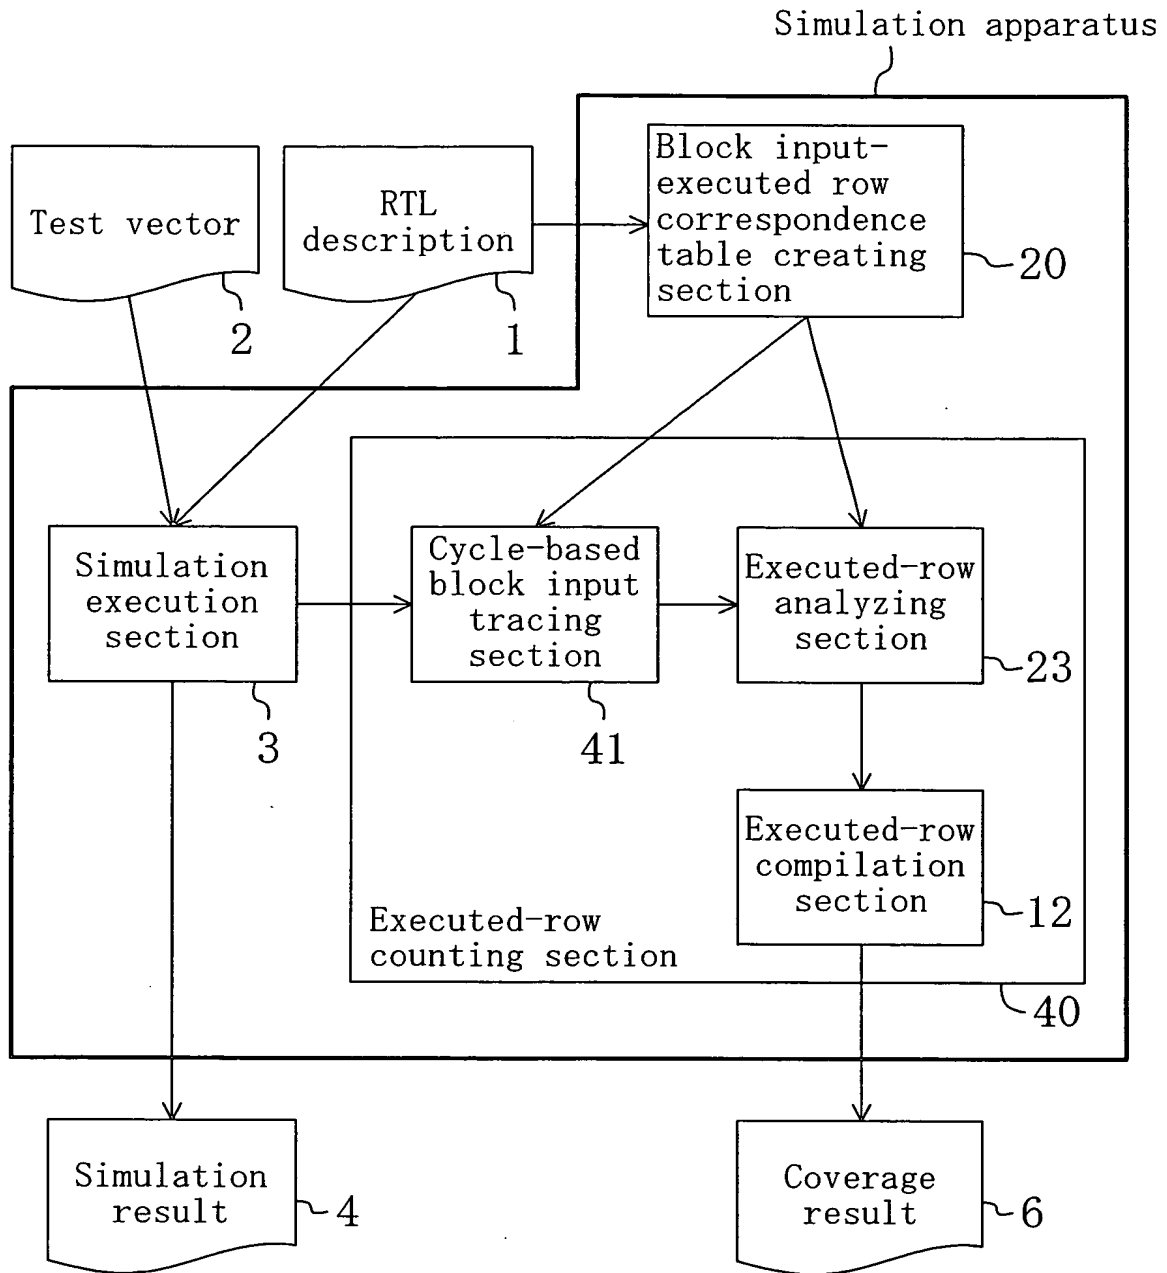 Simulation apparatus
Test vector
2
RTL
description
1
Block input-
executed row
correspondence
table creating
section
20
Simulation
execution
section
3
Cycle-based
block input
tracing
section
41
Executed-row
analyzing
section
23
Executed-row
compilation
section
12
Executed-row
counting section
40
Simulation
result
4
Coverage
result
6